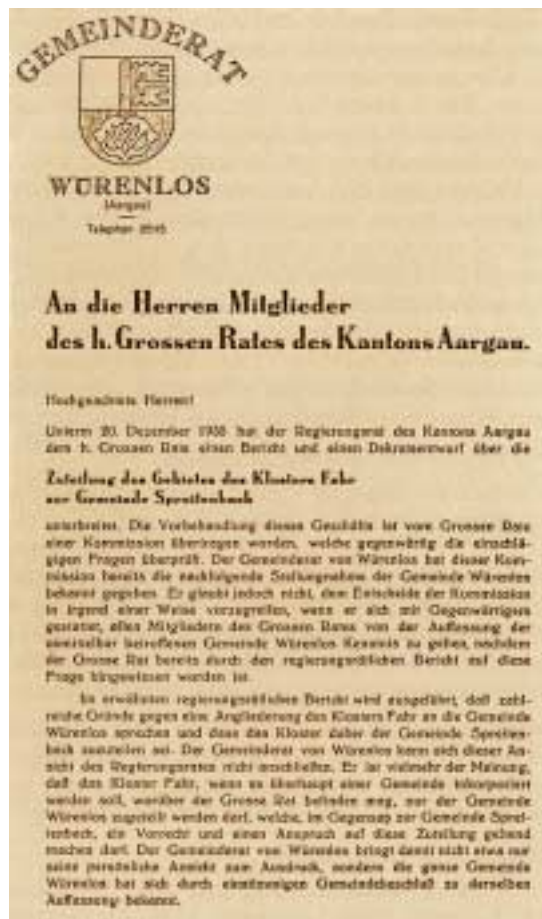 GEMEINDERAT
WÜRENLOS
(Aargau)
Telephon
An die Herren Mitglieder
des h. Grossen Rates des Kantons Aargau.
Hochgeachtete Herren!
Unterm 20. Dezember hat der Regierungsrat des Kantons Aargau
dem h. Grossen Rate einen Bericht und einen Dekretsentwurf über die
Zuteilung des Gebietes des Klosters Fahr
zur Gemeinde Spreitenbach
unterbreitet. Die Vorbehandlung dieses Geschäfts ist vom Grossen Rate
einer Kommission übertragen worden, welche gegenwärtig die einschlä-
gigen Fragen überprüft. Der Gemeinderat von Würenlos hat dieser Kom-
mission bereits die nachfolgende Stellungnahme der Gemeinde Würenlos
bekannt gegeben. Er glaubt jedoch nicht, dem Entscheide der Kommission
in irgend einer Weise vorzugreifen, wenn er sich mit Gegenwärtigem
gestattet, allen Mitgliedern des Grossen Rates von der Auffassung der
unmittelbar betroffenen Gemeinde Würenlos Kenntnis zu geben, nachdem
der Grosse Rat bereits durch den regierungsrätlichen Bericht auf diese
Frage hingewiesen worden ist.
Im erwähnten regierungsrätlichen Bericht wird ausgeführt, daß zahl-
reiche Gründe gegen eine Angliederung des Klosters Fahr an die Gemeinde
Würenlos sprechen und dass das Kloster daher der Gemeinde Spreiten-
bach zuzuteilen sei. Der Gemeinderat von Würenlos kann sich dieser An-
sicht des Regierungsrates nicht anschließen. Er ist vielmehr der Meinung,
daß das Kloster Fahr, wenn es überhaupt einer Gemeinde inkorporiert
werden soll, worüber der Grosse Rat befinden mag, nur der Gemeinde
Würenlos zugeteilt werden darf, welche, im Gegensatz zur Gemeinde Sprei-
tenbach, ein Vorrecht und einen Anspruch auf diese Zuteilung geltend
machen darf. Der Gemeinderat von Würenlos bringt damit nicht etwa nur
seine persönliche Ansicht zum Ausdruck, sondern die ganze Gemeinde
Würenlos hat sich durch einstimmigen Gemeindebeschluß zu derselben
Auffassung bekannt.